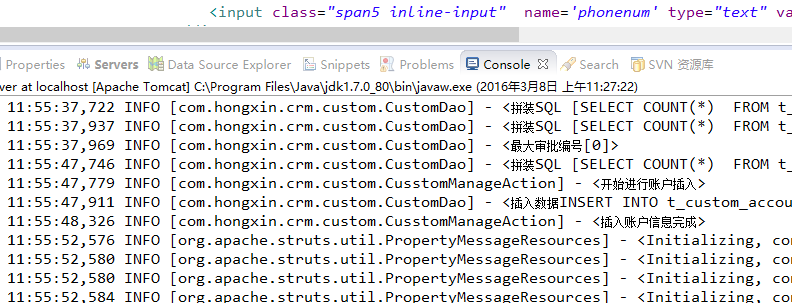 <input class="span5 inline-input" name='phonenum' type="text" va
Properties Servers Data Source Explorer Snippets Problems Console Search SVN 资源库
ver at localhost [Apache Tomcat] C:\Program Files\Java\jdk1.7.0_80\bin\javaw.exe (2016年3月8日 上午11:27:22)
11:55:37,722 INFO [com.hongxin.crm.custom.CustomDao] - <拼装SQL [SELECT COUNT(*)  FROM t_
11:55:37,937 INFO [com.hongxin.crm.custom.CustomDao] - <拼装SQL [SELECT COUNT(*)  FROM t_
11:55:37,969 INFO [com.hongxin.crm.custom.CustomDao] - <最大审批编号[0]>
11:55:47,746 INFO [com.hongxin.crm.custom.CustomDao] - <拼装SQL [SELECT COUNT(*)  FROM t_
11:55:47,779 INFO [com.hongxin.crm.custom.CusstomManageAction] - <开始进行账户插入>
11:55:47,911 INFO [com.hongxin.crm.custom.CustomDao] - <插入数据INSERT INTO t_custom_accou
11:55:48,326 INFO [com.hongxin.crm.custom.CusstomManageAction] - <插入账户信息完成>
11:55:52,576 INFO [org.apache.struts.util.PropertyMessageResources] - <Initializing, com
11:55:52,580 INFO [org.apache.struts.util.PropertyMessageResources] - <Initializing, com
11:55:52,580 INFO [org.apache.struts.util.PropertyMessageResources] - <Initializing, com
11:55:52,584 INFO [org.apache.struts.util.PropertyMessageResources] - <Initializing, con